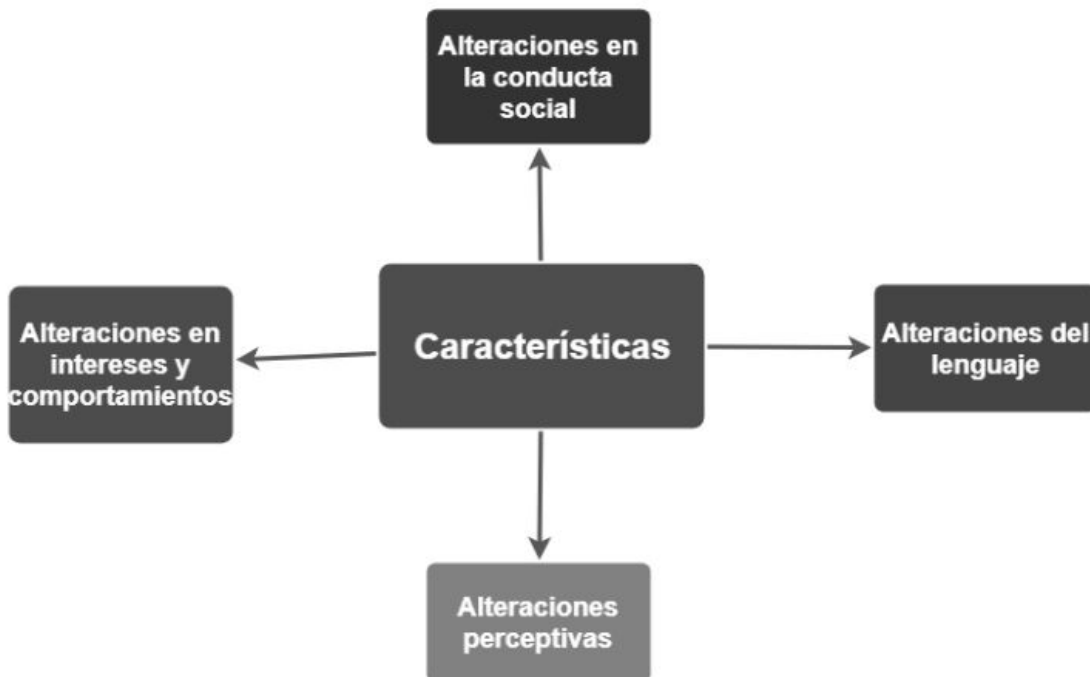 Alteraciones en
la conducta
social
Alteraciones en
intereses y
comportamientos
Características
Alteraciones del
lenguaje
Alteraciones
perceptivas